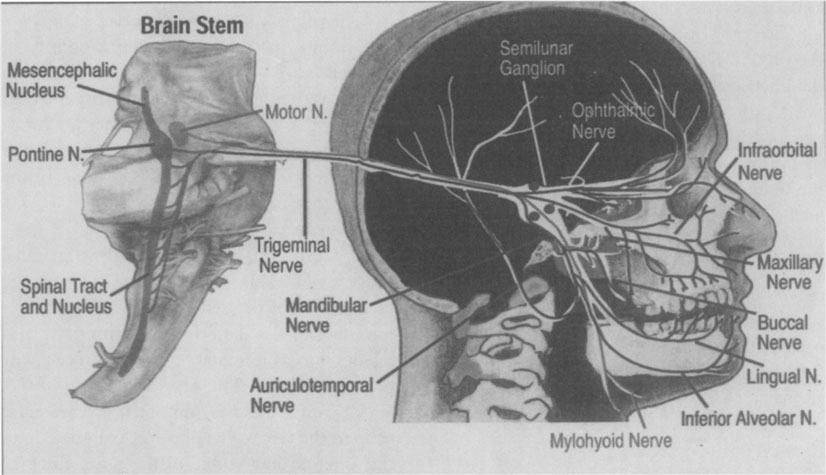 Brain Stem
Mesencephalic
Nucleus
Motor N.
Pontine N.
Spinal Tract
and Nucleus
Trigeminal
Nerve
Semilunar
Ganglion
Ophthalmic
Nerve
Infraorbital
Nerve
Maxillary
Nerve
Mandibular
Nerve
Buccal
Nerve
Lingual N.
Auriculotemporal
Nerve
Inferior Alveolar N.
Mylohyoid Nerve